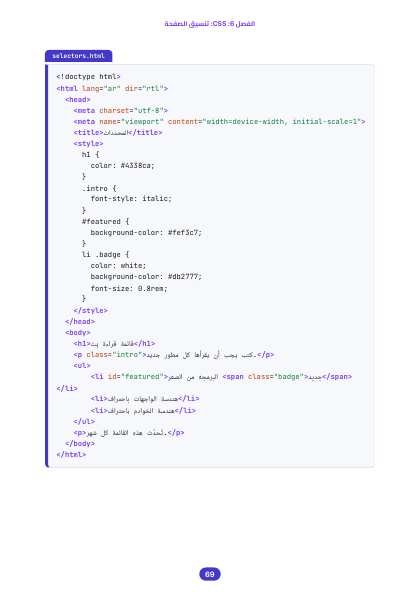 الفصل 6: CSS: تنسيق الصفحة
selectors.html
<!doctype html>
<html lang="ar" dir="rtl">
<head>
<meta charset="utf-8">
<meta name="viewport" content="width=device-width, initial-scale=1">
<title>المحددات</title>
<style>
h1 {
color: #4338ca;
}
.intro {
font-style: italic;
}
#featured {
background-color: #fef3c7;
}
li .badge {
color: white;
background-color: #db2777;
font-size: 0.8rem;
}
</style>
</head>
<body>
<h1>قائمة قراءة يت</h1>
<p class="intro">كتب يجب أن يقرأها كل مطور جديد.</p>
<ul>
<li id="featured">البرمجة من الصفر <span class="badge">جديد</span>
</li>
<li>هندسة الواجهات باحتراف</li>
<li>هندسة الخوادم باحتراف</li>
</ul>
<p>تُحدَّث هذه القائمة كل شهر.</p>
</body>
</html>
69